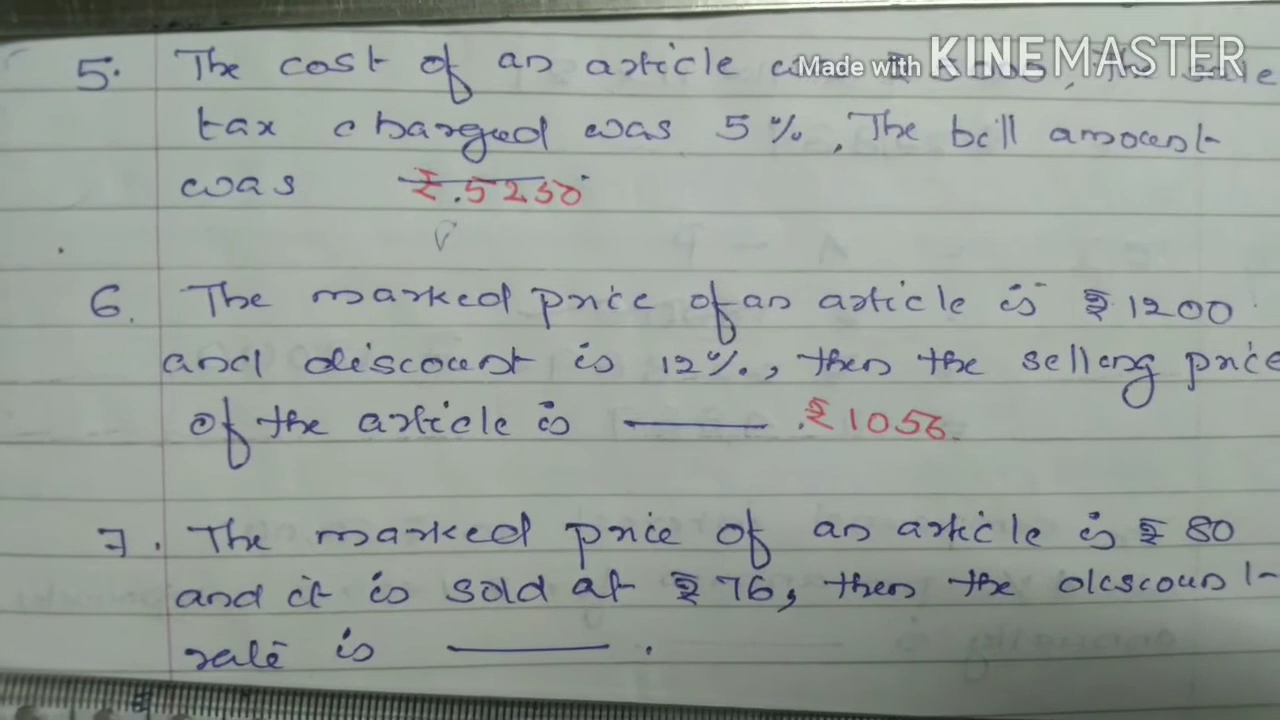 Made with KINEMASTER
5. The cost of an article ₹ 5000, The sale
tax charged was 5%. The bill amount
was ₹.5250
6. The marked price of an article is ₹ 1200
and discount is 12%., then the selling price
of the article is ______ .₹1056.
7. The marked price of an article is ₹ 80
and it is sold at ₹ 76, then the discount
rate is ______ .